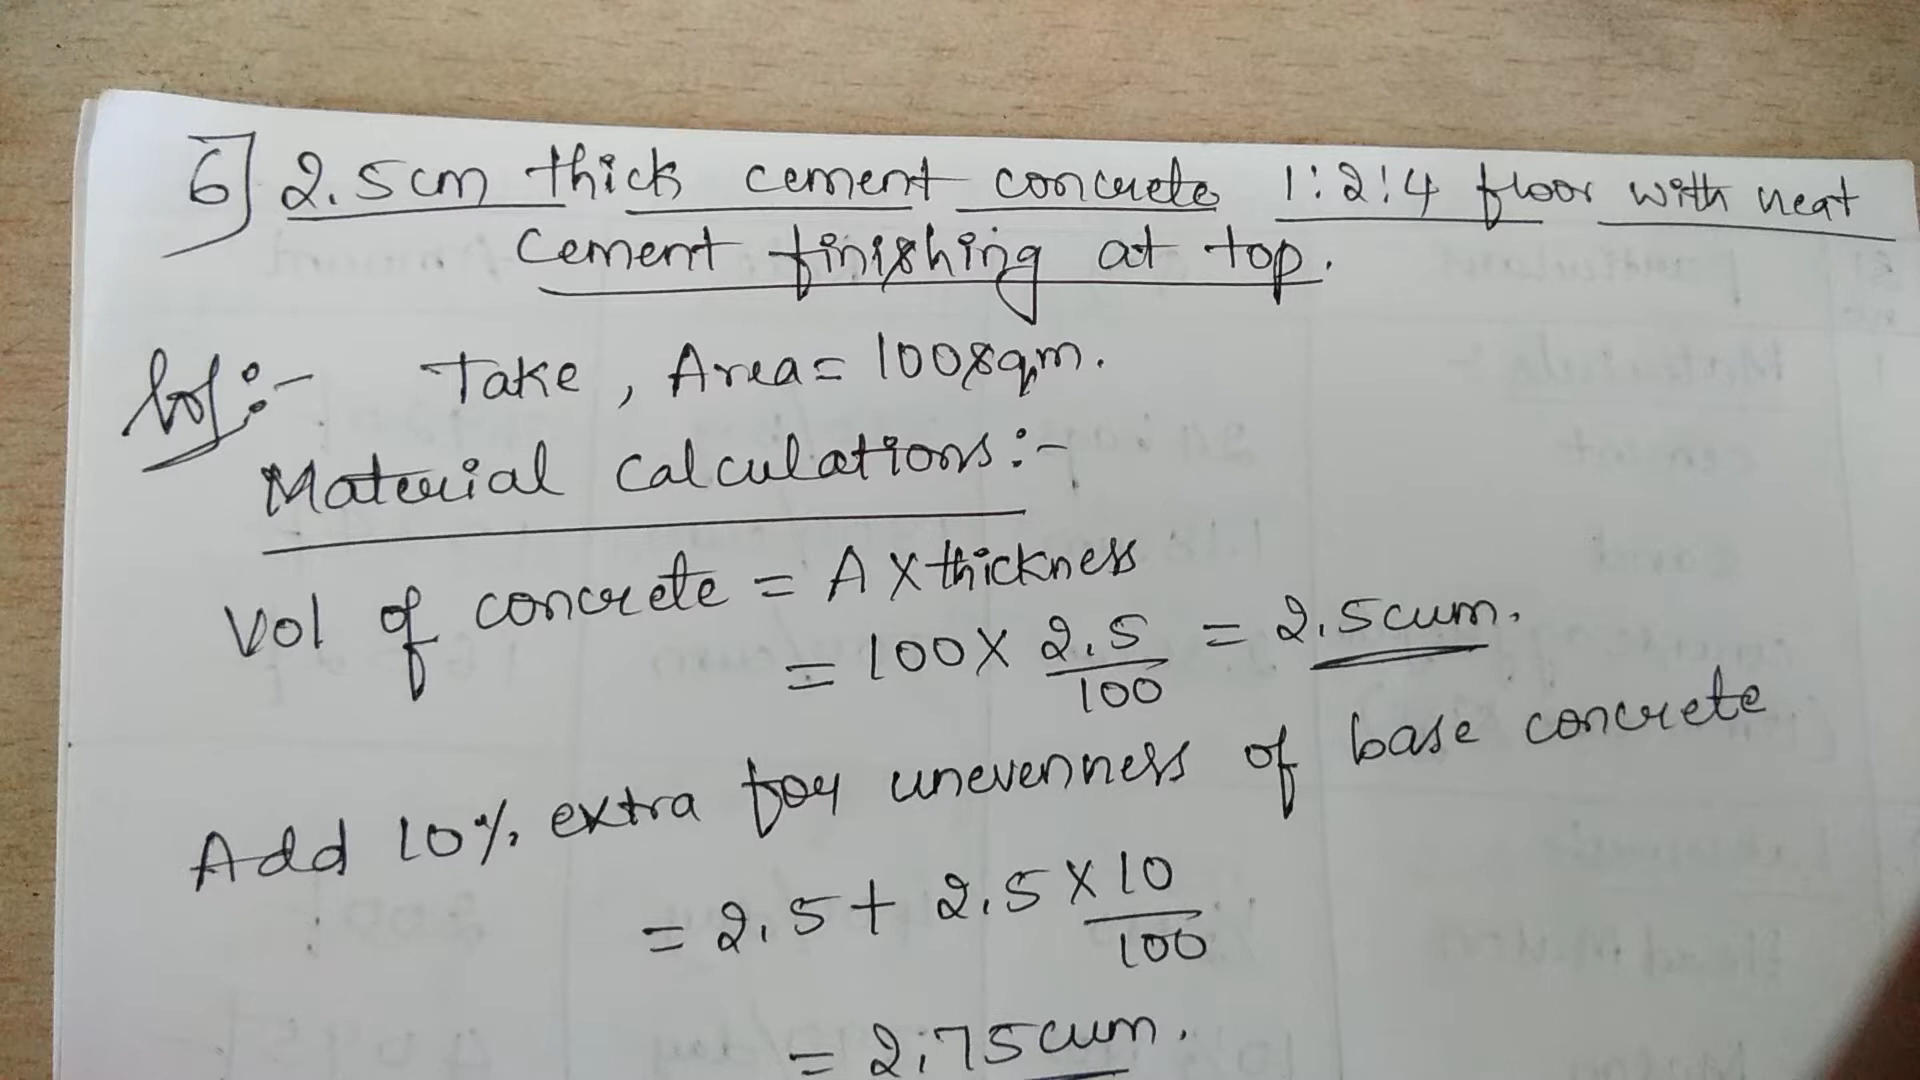 6] 2.5cm thick cement concrete 1:2:4 floor with neat
cement finishing at top.
Sol:- Take, Area = 100sqm.
Material calculations:-
Vol of concrete = A X thickness
= 100 X 2.5/100 = 2.5cum.
Add 10% extra for unevenness of base concrete
= 2.5 + 2.5 X 10/100
= 2.75cum.